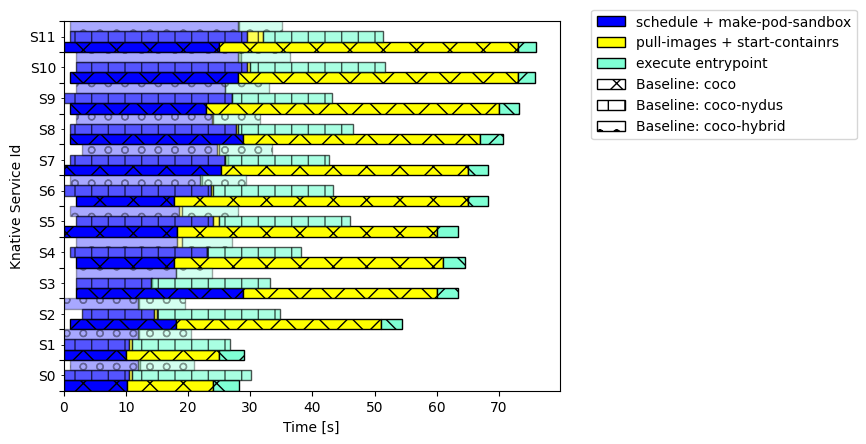 schedule + make-pod-sandbox
pull-images + start-containrs
execute entrypoint
Baseline: coco
Baseline: coco-nydus
Baseline: coco-hybrid
Knative Service Id
S11
S10
S9
S8
S7
S6
S5
S4
S3
S2
S1
S0
0 10 20 30 40 50 60 70
Time [s]